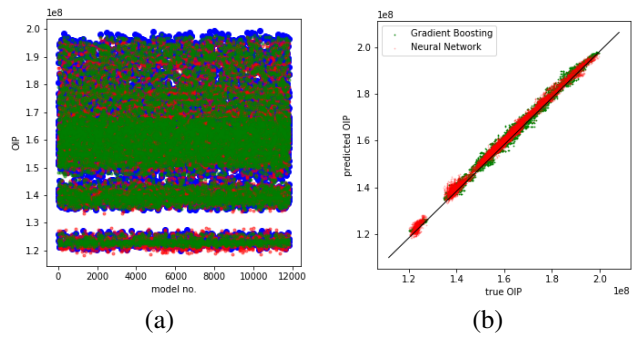 1e8
2.0
1.9
1.8
1.7
1.6
1.5
1.4
1.3
1.2
OIP
0 2000 4000 6000 8000 10000 12000
model no.
(a)
1e8
Gradient Boosting
Neural Network
2.0
1.8
1.6
1.4
1.2
predicted OIP
1.2 1.4 1.6 1.8 2.0
true OIP
1e8
(b)